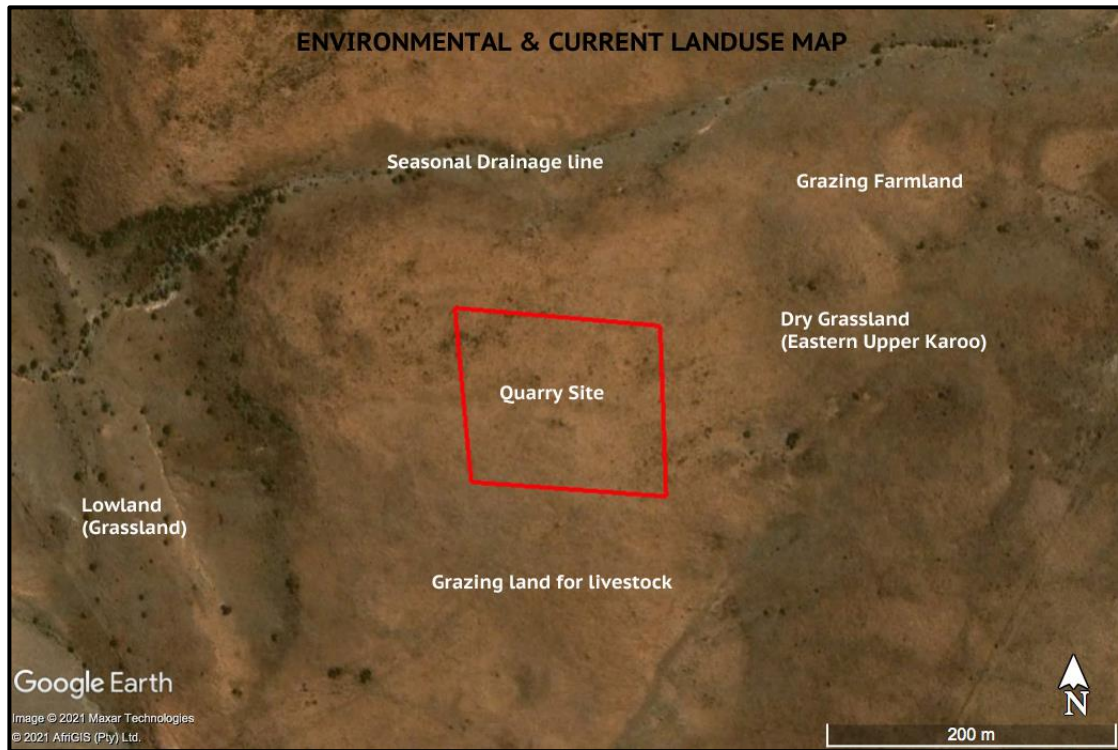 ENVIRONMENTAL & CURRENT LANDUSE MAP
Seasonal Drainage line
Grazing Farmland
Dry Grassland
(Eastern Upper Karoo)
Quarry Site
Lowland
(Grassland)
Grazing land for livestock
Google Earth
Image © 2021 Maxar Technologies
© 2021 AfriGIS (Pty) Ltd.
N
200 m